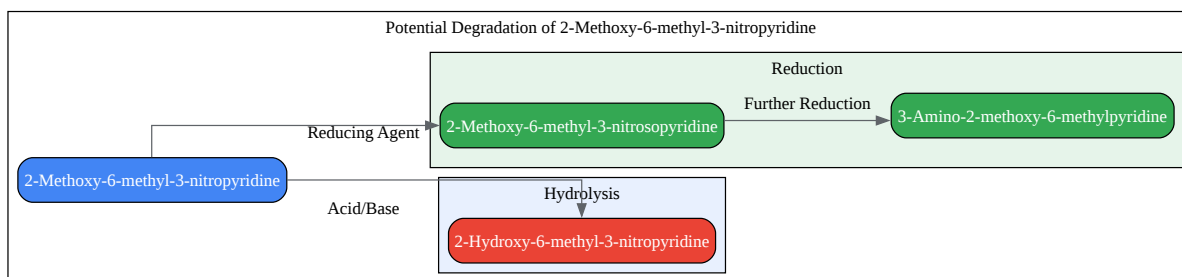 Potential Degradation of 2-Methoxy-6-methyl-3-nitropyridine
Reduction
Further Reduction
3-Amino-2-methoxy-6-methylpyridine
2-Methoxy-6-methyl-3-nitrosopyridine
Reducing Agent
2-Methoxy-6-methyl-3-nitropyridine
Hydrolysis
Acid/Base
2-Hydroxy-6-methyl-3-nitropyridine